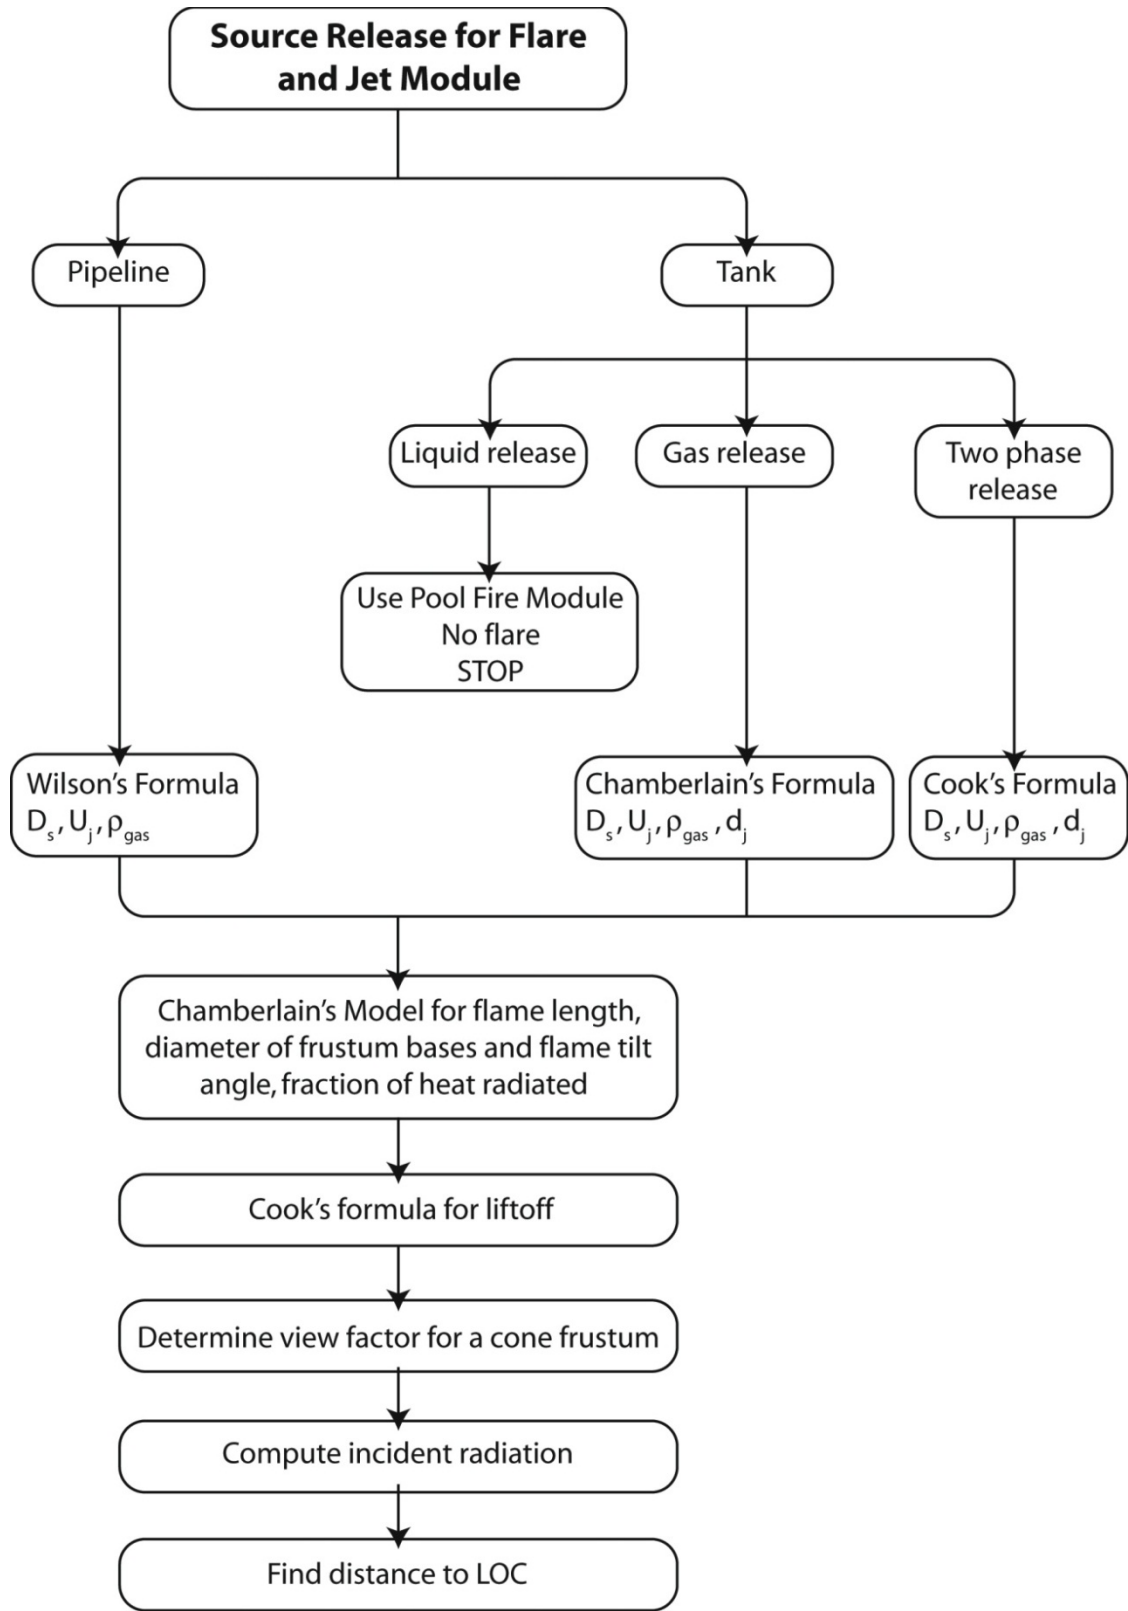 Source Release for Flare
and Jet Module
Pipeline
Tank
Liquid release
Gas release
Two phase
release
Use Pool Fire Module
No flare
STOP
Wilson’s Formula
Dₛ, Uⱼ, ρgas
Chamberlain’s Formula
Dₛ, Uⱼ, ρgas, dⱼ
Cook’s Formula
Dₛ, Uⱼ, ρgas, dⱼ
Chamberlain’s Model for flame length,
diameter of frustum bases and flame tilt
angle, fraction of heat radiated
Cook’s formula for liftoff
Determine view factor for a cone frustum
Compute incident radiation
Find distance to LOC